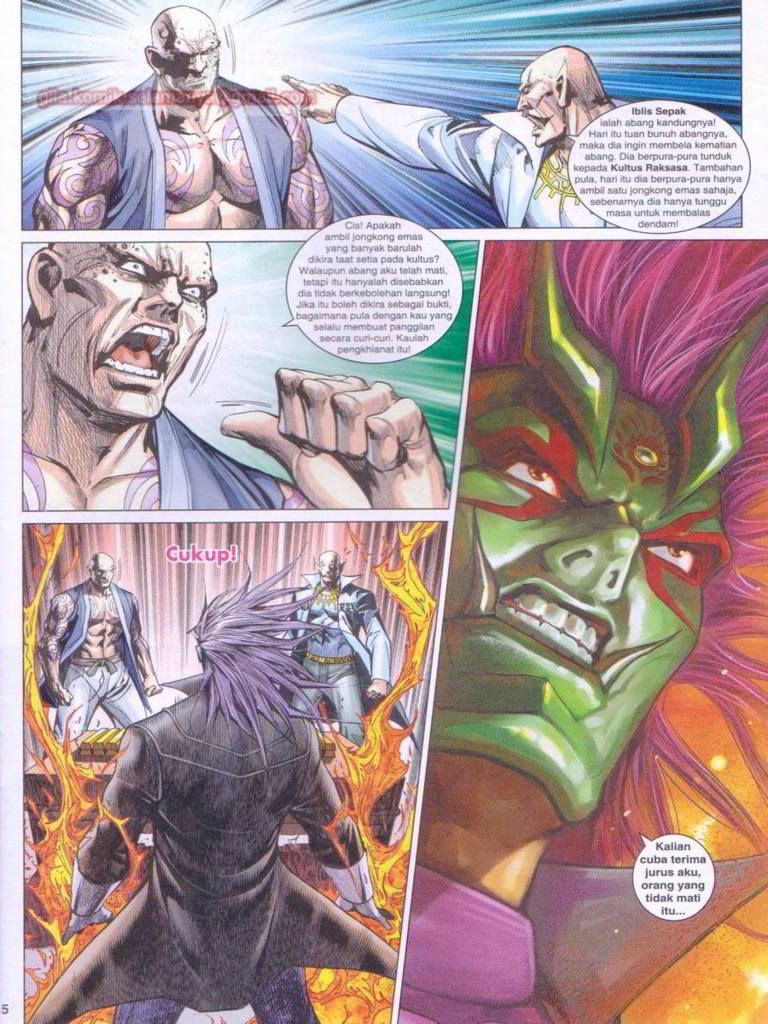 Iblis Sepak
ialah abang kandungnya!
Hari itu tuan bunuh abangnya,
maka dia ingin membela kematian
abang. Dia berpura-pura tunduk
kepada Kultus Raksasa. Tambahan
pula, hari itu dia berpura-pura hanya
ambil satu jongkong emas sahaja,
sebenarnya dia hanya tunggu
masa untuk membalas
dendam!
Cis! Apakah
ambil jongkong emas
yang banyak barulah
dikira taat setia pada kultus?
Walaupun abang aku telah mati,
tetapi itu hanyalah disebabkan
dia tidak berkebolehan langsung!
Jika itu boleh dikira sebagai bukti,
bagaimana pula dengan kau yang
selalu membuat panggilan
secara curi-curi. Kaulah
pengkhianat itu!
Cukup!
Kalian
cuba terima
jurus aku,
orang yang
tidak mati
itu...
5